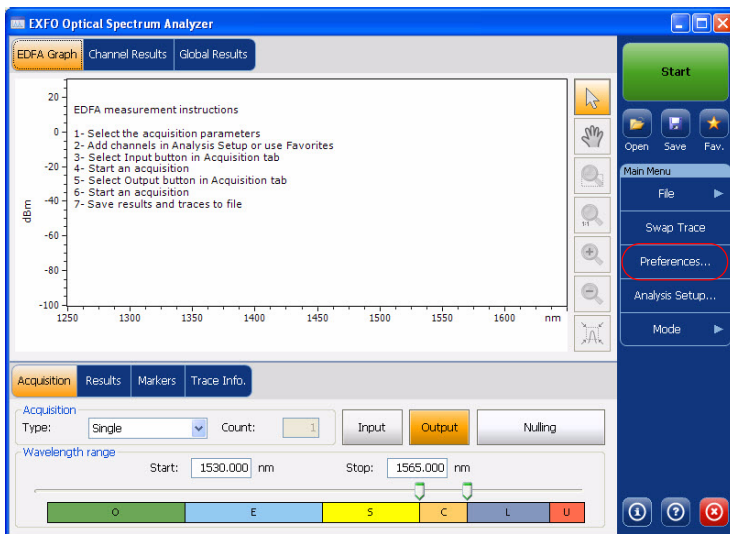 EXFO Optical Spectrum Analyzer
EDFA Graph Channel Results Global Results
Start
20
0
-20
-40
-60
-80
-100
dBm
EDFA measurement instructions
1- Select the acquisition parameters
2- Add channels in Analysis Setup or use Favorites
3- Select Input button in Acquisition tab
4- Start an acquisition
5- Select Output button in Acquisition tab
6- Start an acquisition
7- Save results and traces to file
1250 1300 1350 1400 1450 1500 1550 1600 nm
1:1
Open Save Fav.
Main Menu
File
Swap Trace
Preferences...
Analysis Setup...
Mode
Acquisition Results Markers Trace Info.
Acquisition
Type: Single Count: 1 Input Output Nulling
Wavelength range
Start: 1530.000 nm Stop: 1565.000 nm
O E S C L U